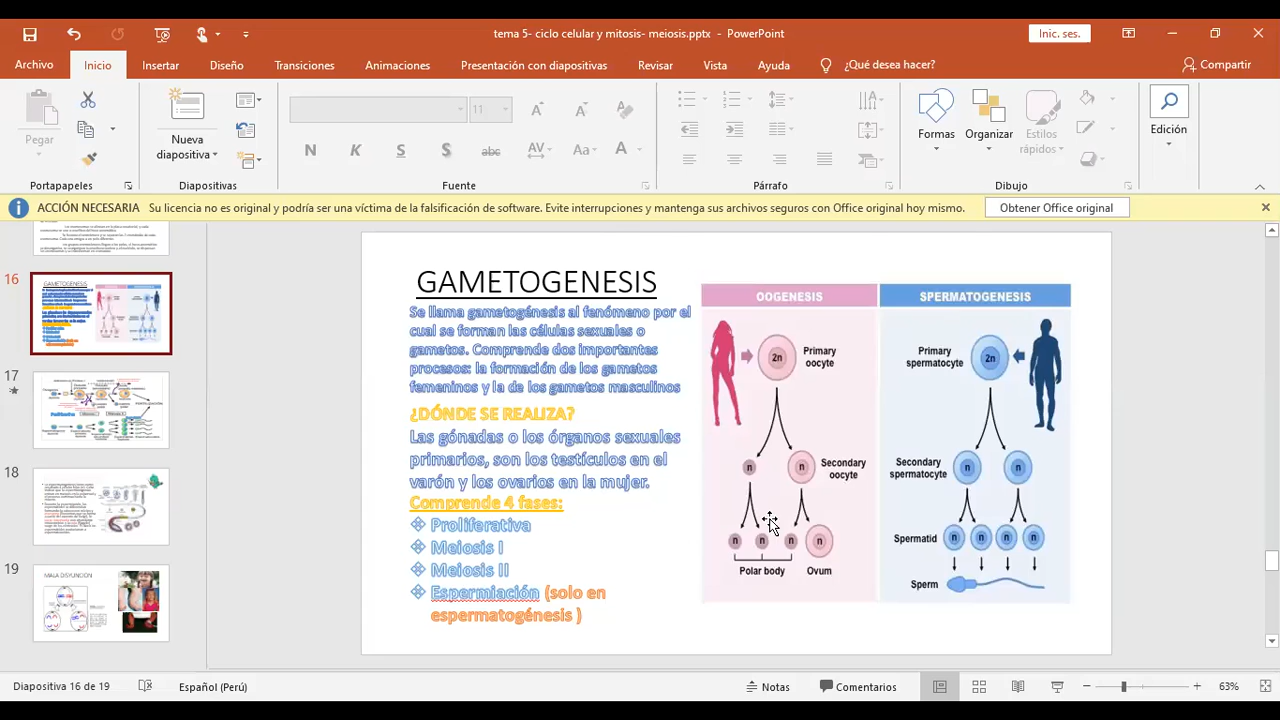 tema 5- ciclo celular y mitosis- meiosis.pptx - PowerPoint
Inic. ses.
Archivo Inicio Insertar Diseño Transiciones Animaciones Presentación con diapositivas Revisar Vista Ayuda ¿Qué desea hacer? Compartir
Pegar
Nueva
diapositiva
11
N K S S abc AV Aa A
Formas Organizar Estilos
rápidos
Edición
Portapapeles Diapositivas Fuente Párrafo Dibujo
ACCIÓN NECESARIA Su licencia no es original y podría ser una víctima de la falsificación de software. Evite interrupciones y mantenga sus archivos seguros con Office original hoy mismo. Obtener Office original
16
17
18
19
GAMETOGENESIS
MALA DISYUNCION
GAMETOGENESIS
Se llama gametogénesis al fenómeno por el
cual se forman las células sexuales o
gametos. Comprende dos importantes
procesos: la formación de los gametos
femeninos y la de los gametos masculinos
¿DÓNDE SE REALIZA?
Las gónadas o los órganos sexuales
primarios, son los testículos en el
varón y los ovarios en la mujer.
Comprende 4 fases:
Proliferativa
Meiosis I
Meiosis II
Espermiación (solo en
espermatogénesis )
OOGENESIS
2n
Primary
oocyte
n n
Secondary
oocyte
n n n n
Polar body Ovum
SPERMATOGENESIS
Primary
spermatocyte
2n
Secondary
spermatocyte
n n
Spermatid
n n n n
Sperm
Diapositiva 16 de 19 Español (Perú) Notas Comentarios 63%